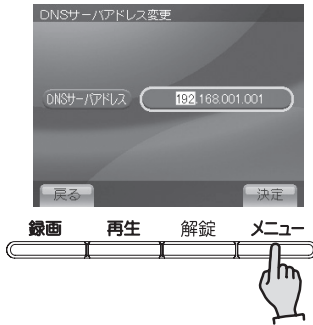 DNSサーバアドレス変更
DNSサーバアドレス 192.168.001.001
戻る 決定
録画 再生 解錠 メニュー